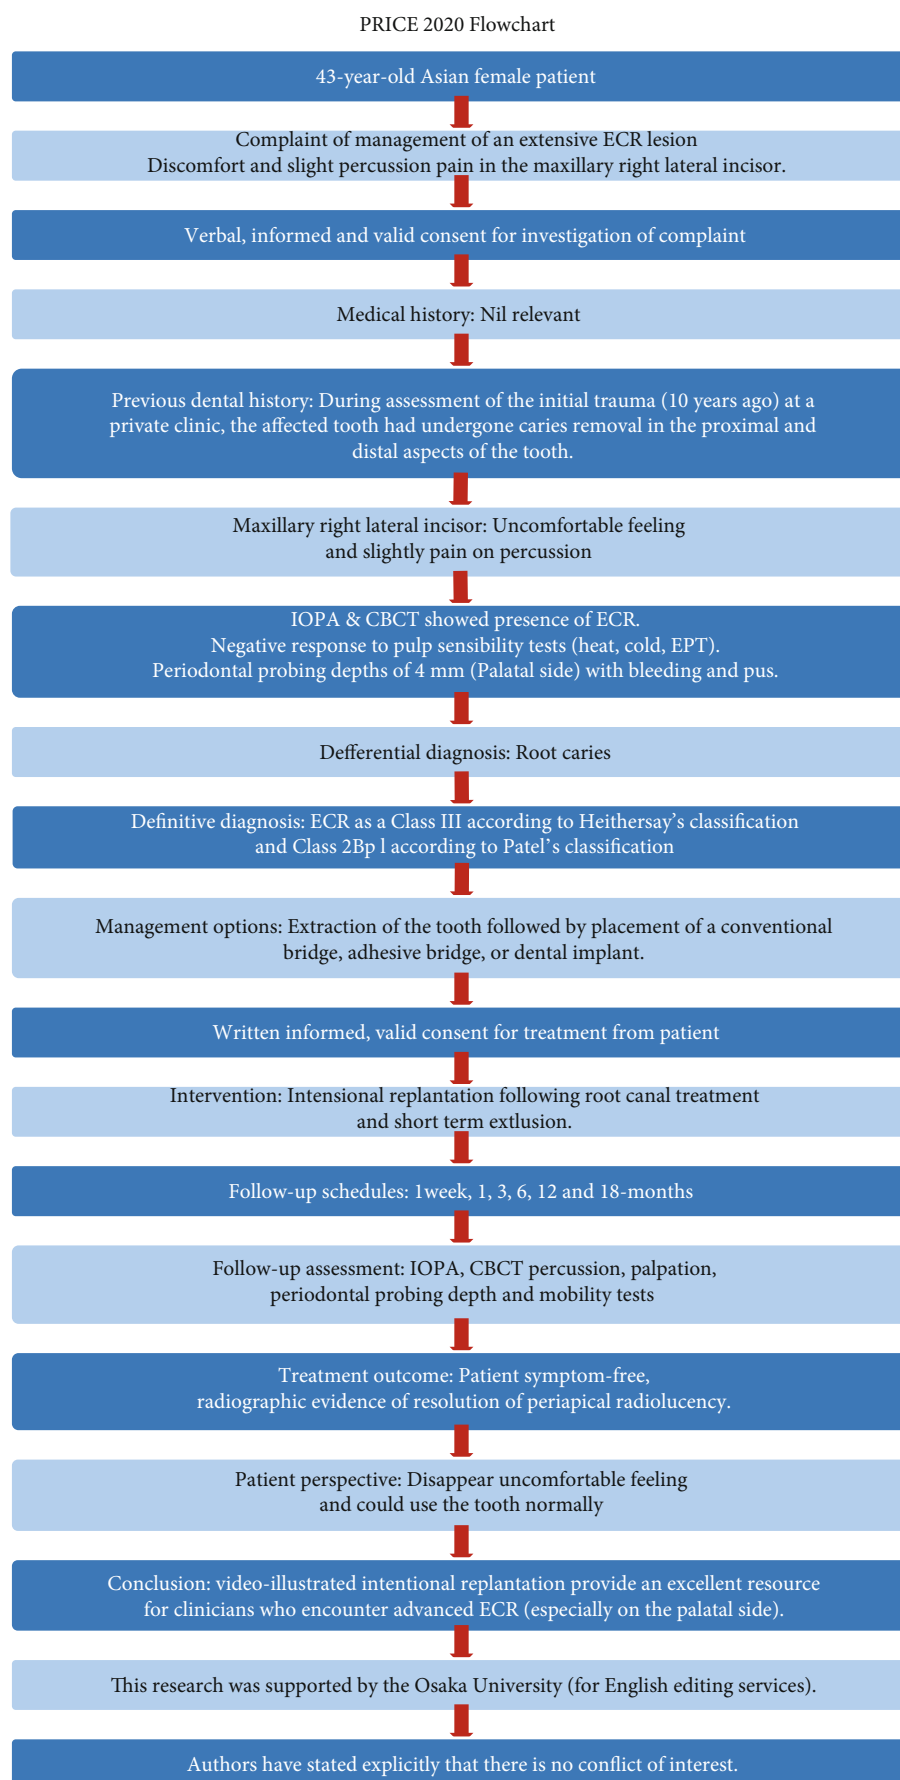 PRICE 2020 Flowchart
43-year-old Asian female patient
Complaint of management of an extensive ECR lesion
Discomfort and slight percussion pain in the maxillary right lateral incisor.
Verbal, informed and valid consent for investigation of complaint
Medical history: Nil relevant
Previous dental history: During assessment of the initial trauma (10 years ago) at a
private clinic, the affected tooth had undergone caries removal in the proximal and
distal aspects of the tooth.
Maxillary right lateral incisor: Uncomfortable feeling
and slightly pain on percussion
IOPA & CBCT showed presence of ECR.
Negative response to pulp sensibility tests (heat, cold, EPT).
Periodontal probing depths of 4 mm (Palatal side) with bleeding and pus.
Defferential diagnosis: Root caries
Definitive diagnosis: ECR as a Class III according to Heithersay's classification
and Class 2Bp l according to Patel's classification
Management options: Extraction of the tooth followed by placement of a conventional
bridge, adhesive bridge, or dental implant.
Written informed, valid consent for treatment from patient
Intervention: Intensional replantation following root canal treatment
and short term extlusion.
Follow-up schedules: 1week, 1, 3, 6, 12 and 18-months
Follow-up assessment: IOPA, CBCT percussion, palpation,
periodontal probing depth and mobility tests
Treatment outcome: Patient symptom-free,
radiographic evidence of resolution of periapical radiolucency.
Patient perspective: Disappear uncomfortable feeling
and could use the tooth normally
Conclusion: video-illustrated intentional replantation provide an excellent resource
for clinicians who encounter advanced ECR (especially on the palatal side).
This research was supported by the Osaka University (for English editing services).
Authors have stated explicitly that there is no conflict of interest.